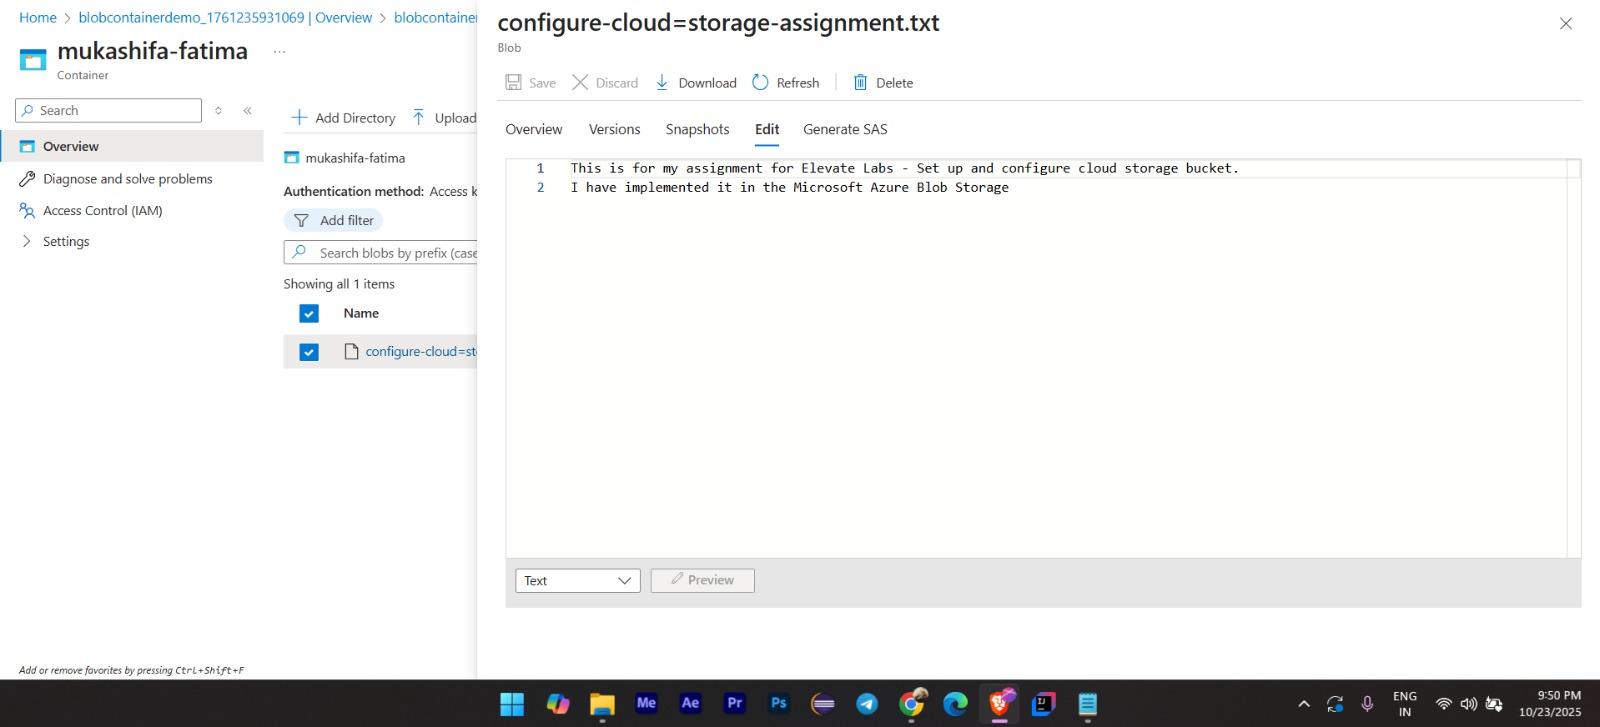 Home > blobcontainerdemo_1761235931069 | Overview > blobcontaine
mukashifa-fatima ...
Container
Search
Overview
Diagnose and solve problems
Access Control (IAM)
Settings
Add or remove favorites by pressing Ctrl+Shift+F
Add Directory Upload
mukashifa-fatima
Authentication method: Access k
Add filter
Search blobs by prefix (case
Showing all 1 items
Name
configure-cloud=st
configure-cloud=storage-assignment.txt
Blob
Save Discard Download Refresh Delete
Overview Versions Snapshots Edit Generate SAS
1 This is for my assignment for Elevate Labs - Set up and configure cloud storage bucket.
2 I have implemented it in the Microsoft Azure Blob Storage
Text Preview
Me Ae Pr Ps IJ
ENG
IN
9:50 PM
10/23/2025